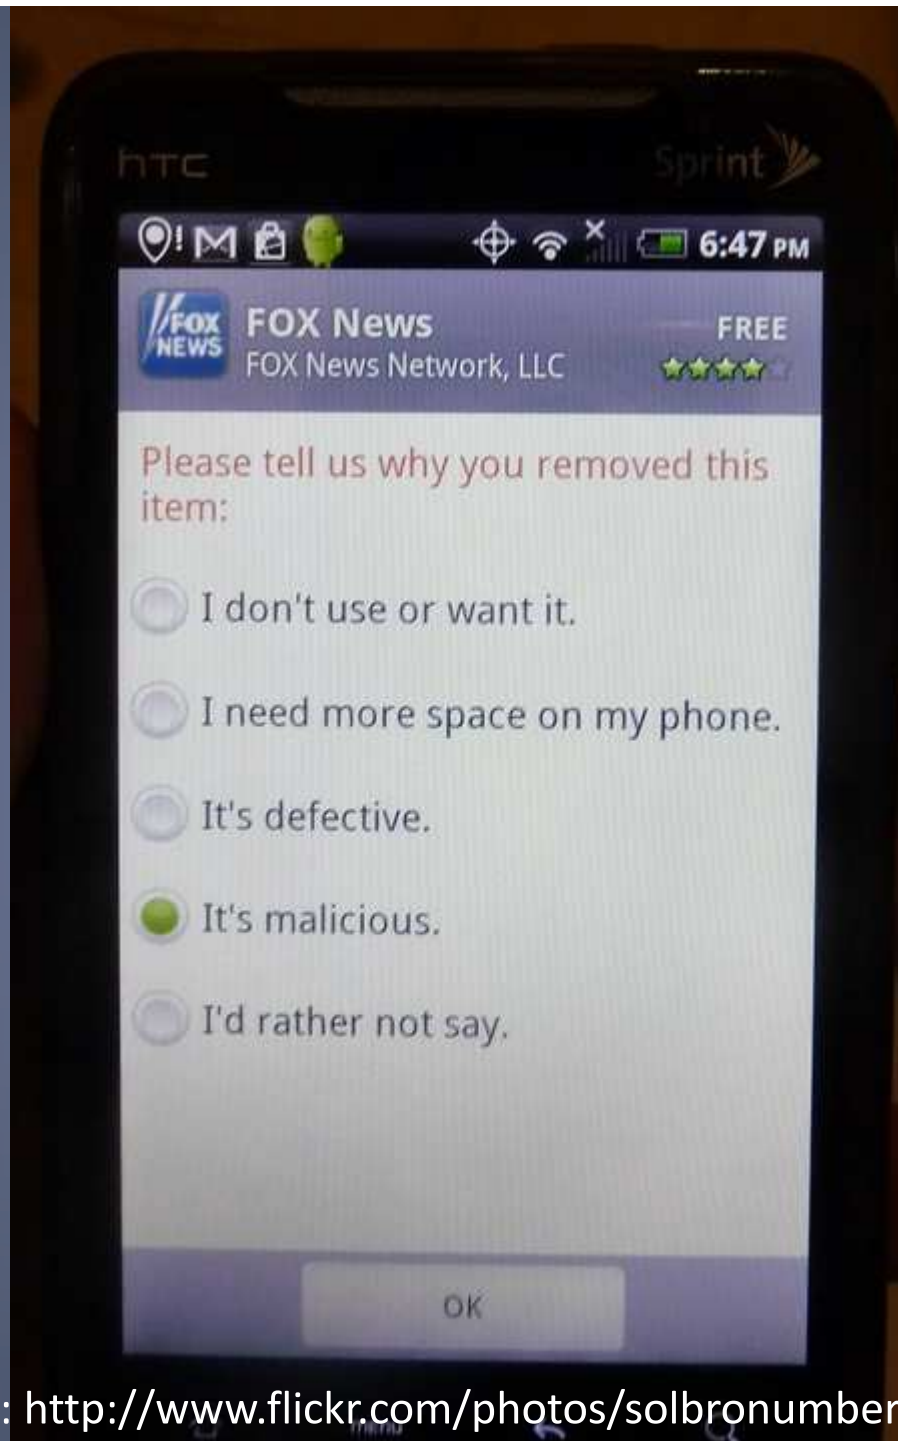 hTC
Sprint
6:47 PM
FOX
NEWS
FOX News
FREE
FOX News Network, LLC
Please tell us why you removed this
item:
I don't use or want it.
I need more space on my phone.
It's defective.
It's malicious.
I'd rather not say.
OK
: http://www.flickr.com/photos/solbronumber
menu